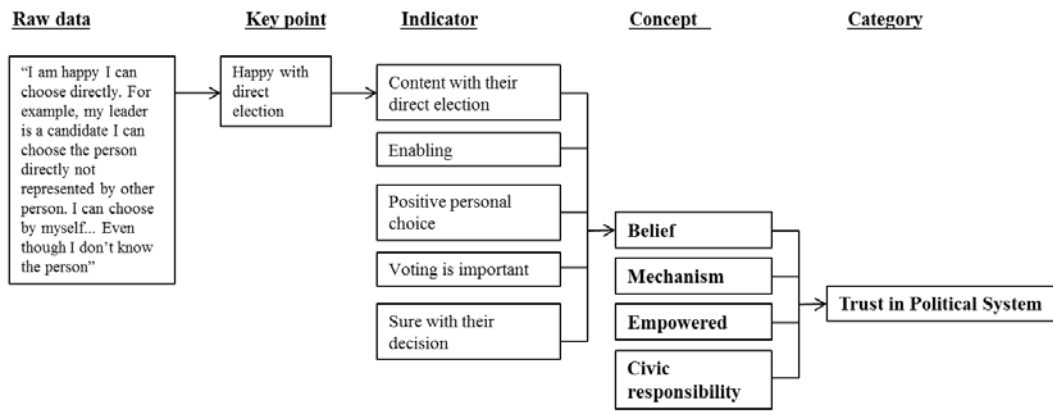 Raw data
Key point
Indicator
Concept
Category
“I am happy I can
choose directly. For
example, my leader
is a candidate I can
choose the person
directly not
represented by other
person. I can choose
by myself... Even
though I don’t know
the person”
Happy with
direct
election
Content with their
direct election
Enabling
Positive personal
choice
Voting is important
Sure with their
decision
Belief
Mechanism
Empowered
Civic
responsibility
Trust in Political System